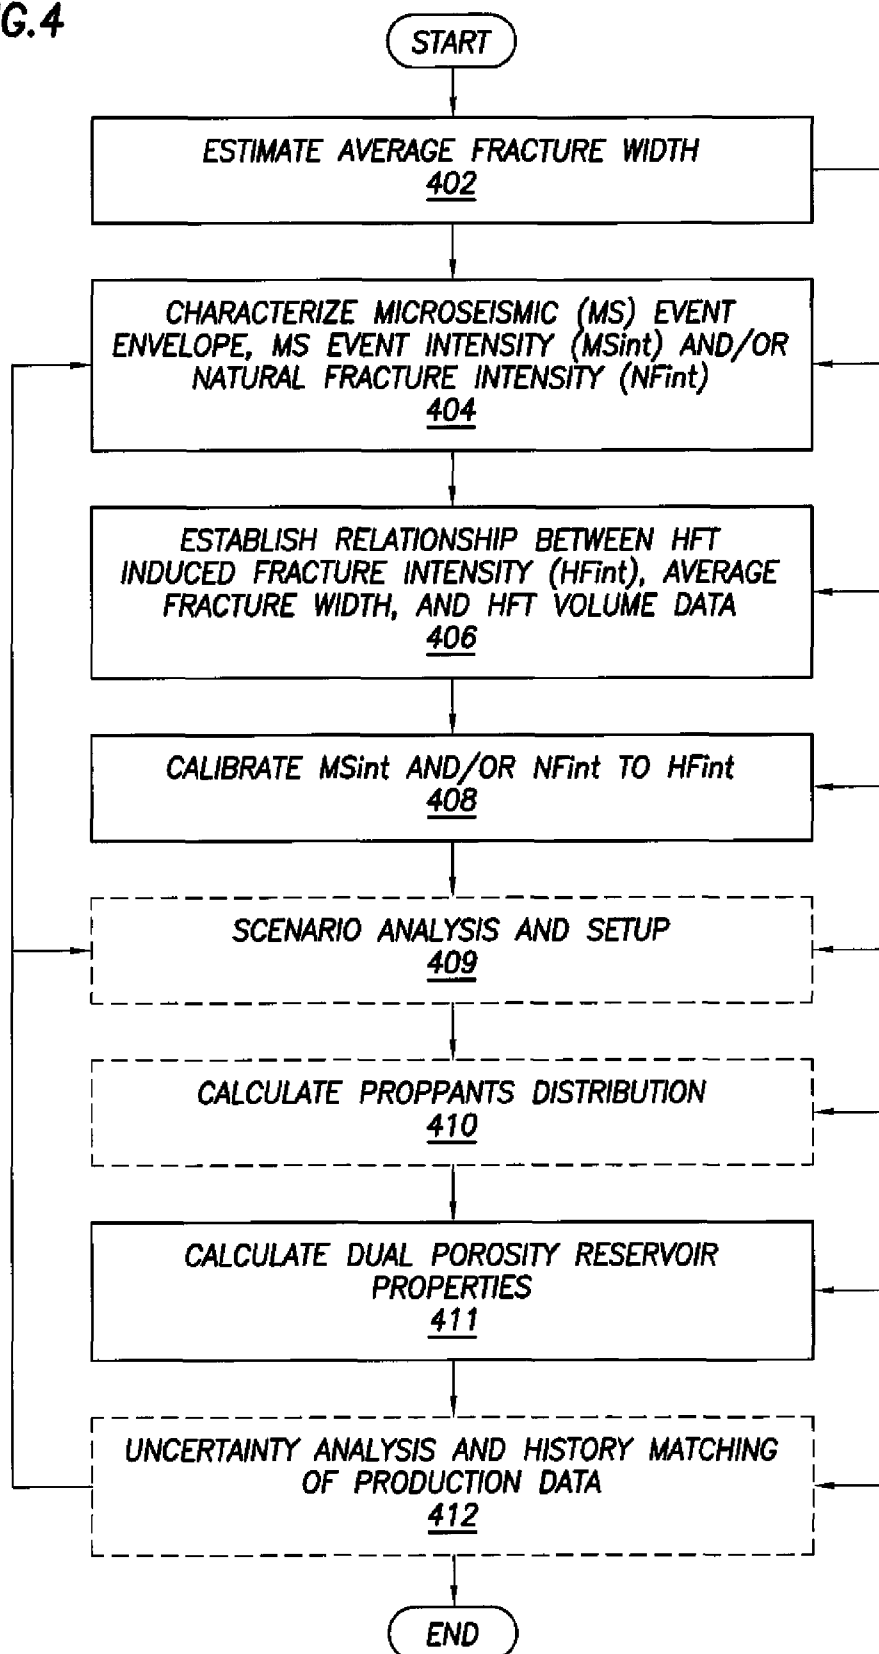 G.4
START
ESTIMATE AVERAGE FRACTURE WIDTH
402
CHARACTERIZE MICROSEISMIC (MS) EVENT
ENVELOPE, MS EVENT INTENSITY (MSint) AND/OR
NATURAL FRACTURE INTENSITY (NFint)
404
ESTABLISH RELATIONSHIP BETWEEN HFT
INDUCED FRACTURE INTENSITY (HFint), AVERAGE
FRACTURE WIDTH, AND HFT VOLUME DATA
406
CALIBRATE MSint AND/OR NFint TO HFint
408
SCENARIO ANALYSIS AND SETUP
409
CALCULATE PROPPANTS DISTRIBUTION
410
CALCULATE DUAL POROSITY RESERVOIR
PROPERTIES
411
UNCERTAINTY ANALYSIS AND HISTORY MATCHING
OF PRODUCTION DATA
412
END